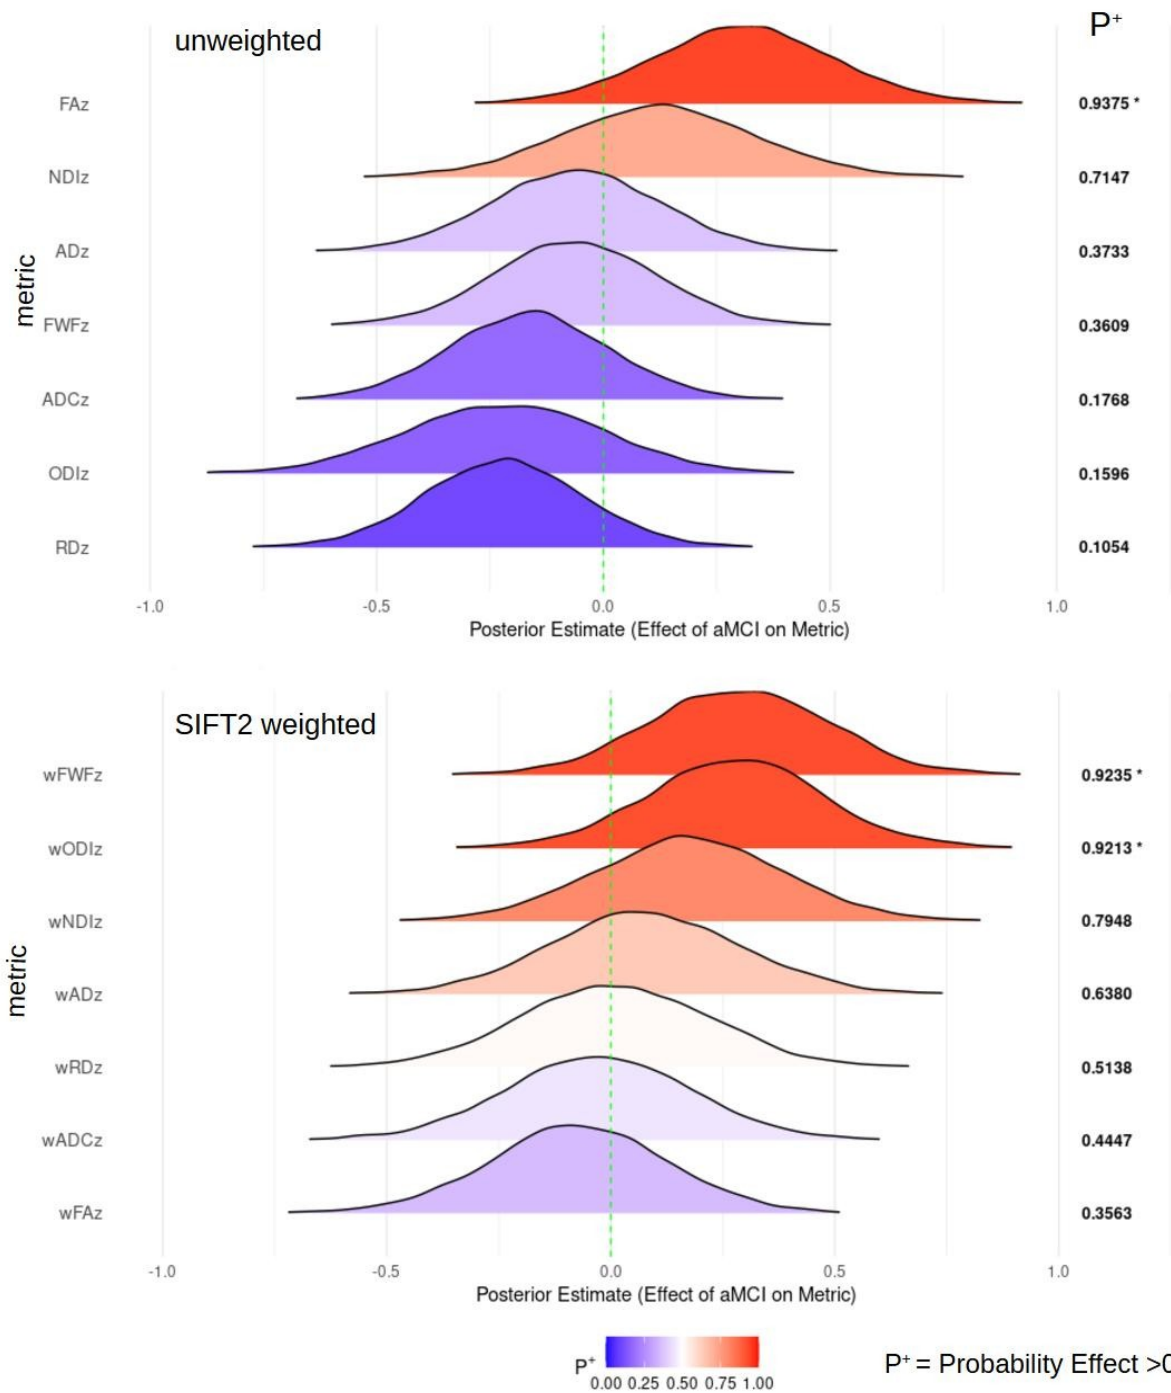 unweighted
P+
FAz
0.9375 *
NDIz
0.7147
ADz
0.3733
FWFz
0.3609
ADCz
0.1768
ODIz
0.1596
RDz
0.1054
metric
-1.0 -0.5 0.0 0.5 1.0
Posterior Estimate (Effect of aMCI on Metric)
SIFT2 weighted
wFWFz
0.9235 *
wODIz
0.9213 *
wNDIz
0.7948
wADz
0.6380
wRDz
0.5138
wADCz
0.4447
wFAz
0.3563
metric
-1.0 -0.5 0.0 0.5 1.0
Posterior Estimate (Effect of aMCI on Metric)
P+
0.00 0.25 0.50 0.75 1.00
P+ = Probability Effect >0